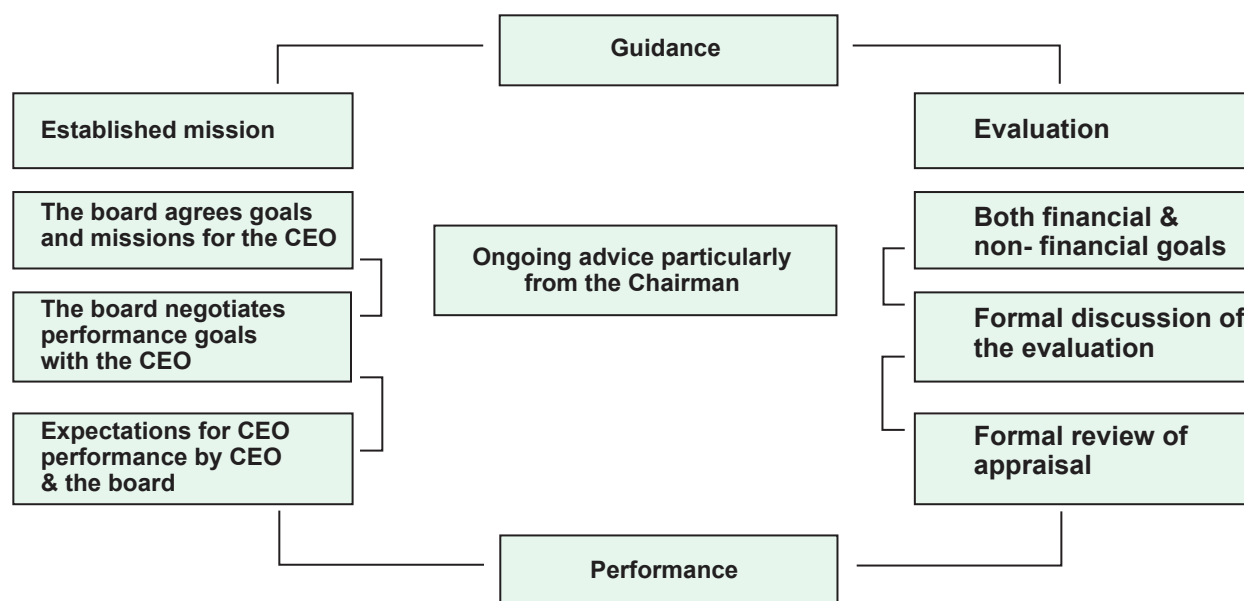 Guidance
Established mission
The board agrees goals
and missions for the CEO
The board negotiates
performance goals
with the CEO
Expectations for CEO
performance by CEO
& the board
Ongoing advice particularly
from the Chairman
Evaluation
Both financial &
non- financial goals
Formal discussion of
the evaluation
Formal review of
appraisal
Performance